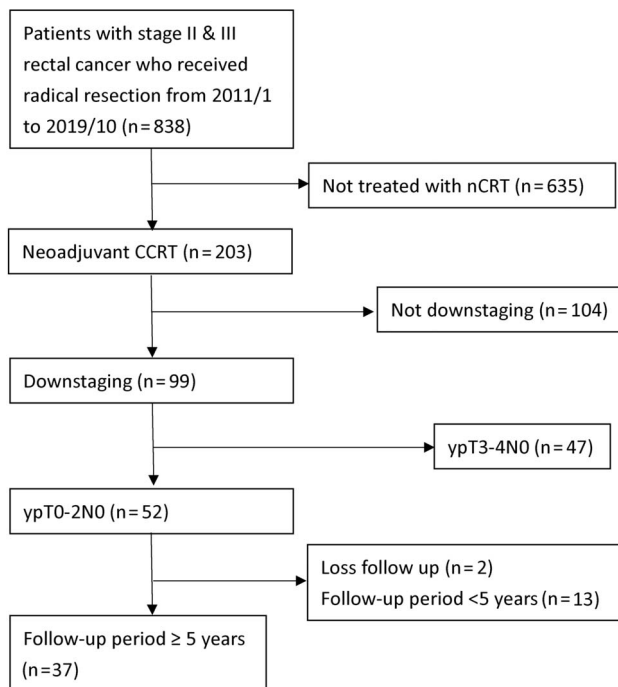 Patients with stage II & III
rectal cancer who received
radical resection from 2011/1
to 2019/10 (n = 838)
Not treated with nCRT (n = 635)
Neoadjuvant CCRT (n = 203)
Not downstaging (n = 104)
Downstaging (n = 99)
ypT3-4N0 (n = 47)
ypT0-2N0 (n = 52)
Loss follow up (n = 2)
Follow-up period <5 years (n = 13)
Follow-up period ≥ 5 years
(n = 37)